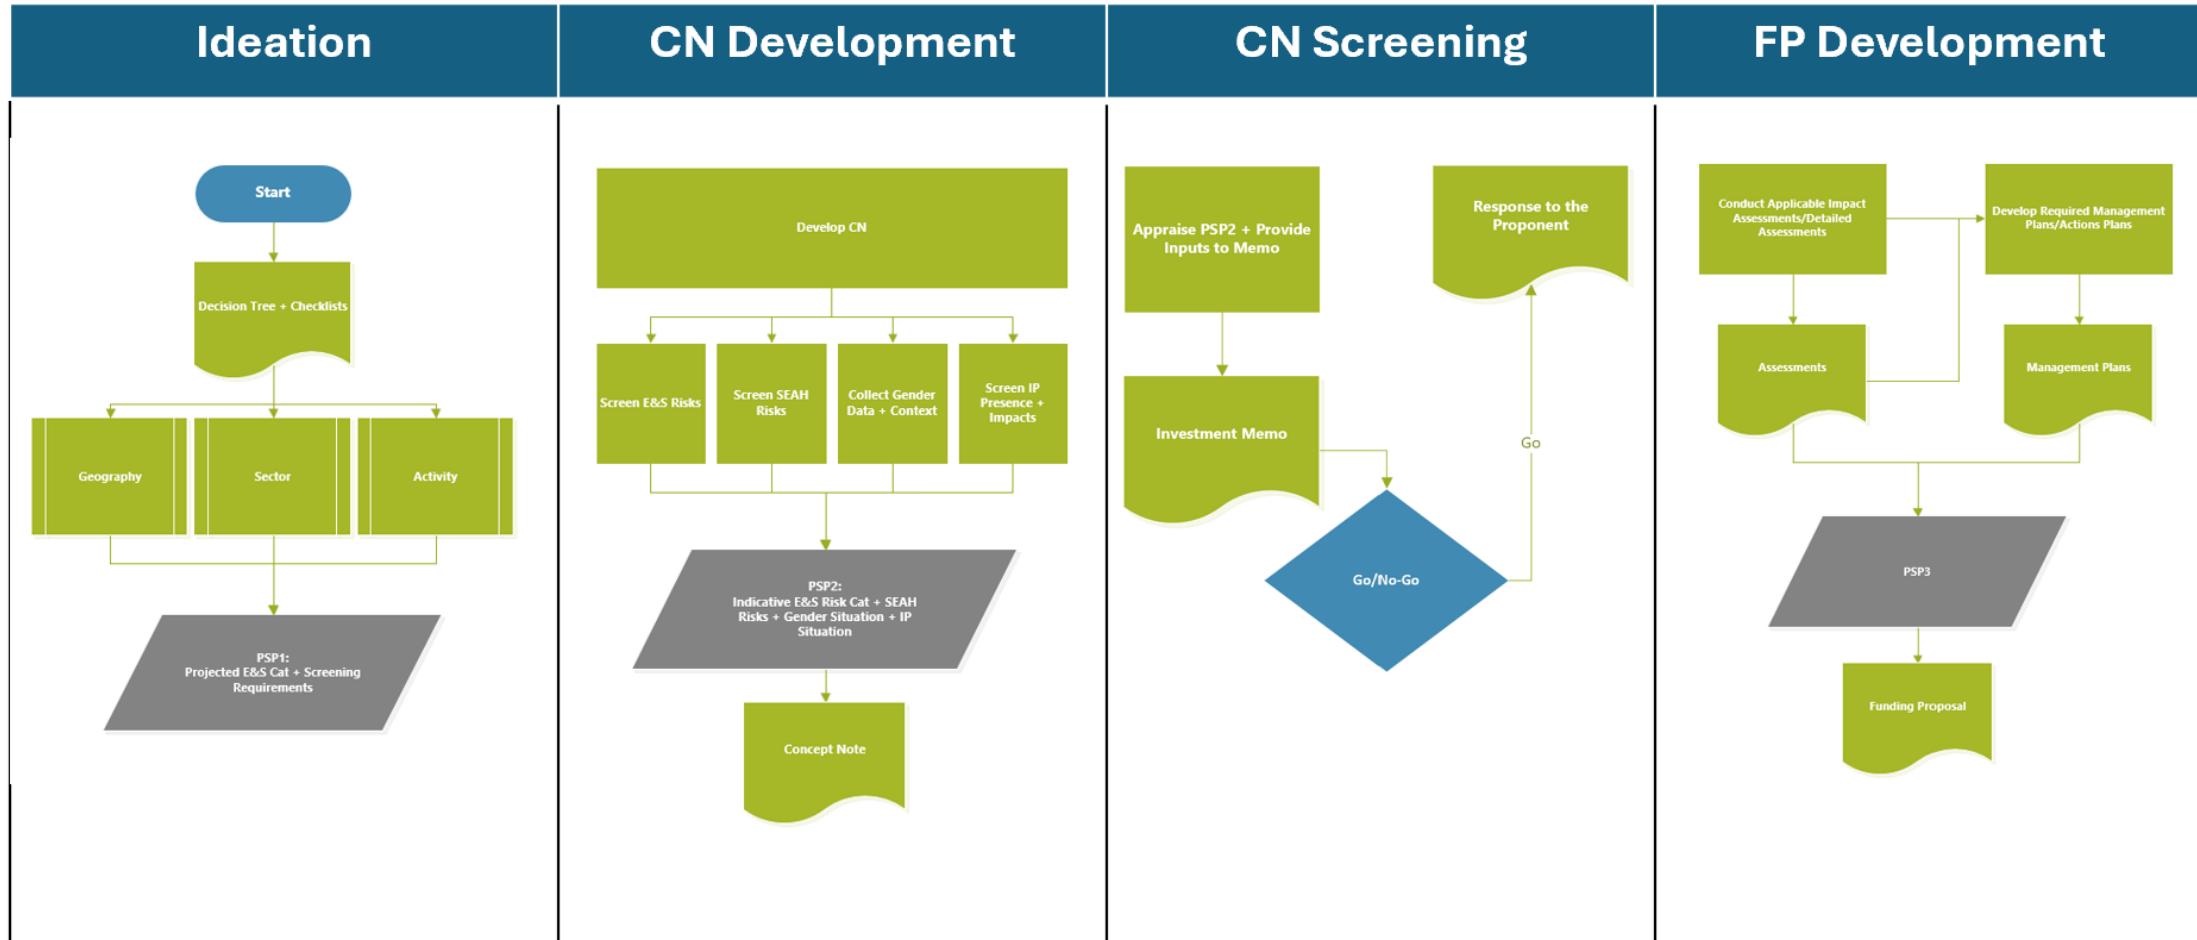 Ideation
CN Development
CN Screening
FP Development
Start
Decision Tree + Checklists
Geography
Sector
Activity
PSP1:
Projected E&S Cat + Screening
Requirements
Develop CN
Screen E&S Risks
Screen SEAH
Risks
Collect Gender
Data + Context
Screen IP
Presence +
Impacts
PSP2:
Indicative E&S Risk Cat + SEAH
Risks + Gender Situation + IP
Situation
Concept Note
Appraise PSP2 + Provide
Inputs to Memo
Investment Memo
Go/No-Go
Go
Response to the
Proponent
Conduct Applicable Impact
Assessments/Detailed
Assessments
Develop Required Management
Plans/Actions Plans
Assessments
Management Plans
PSP3
Funding Proposal